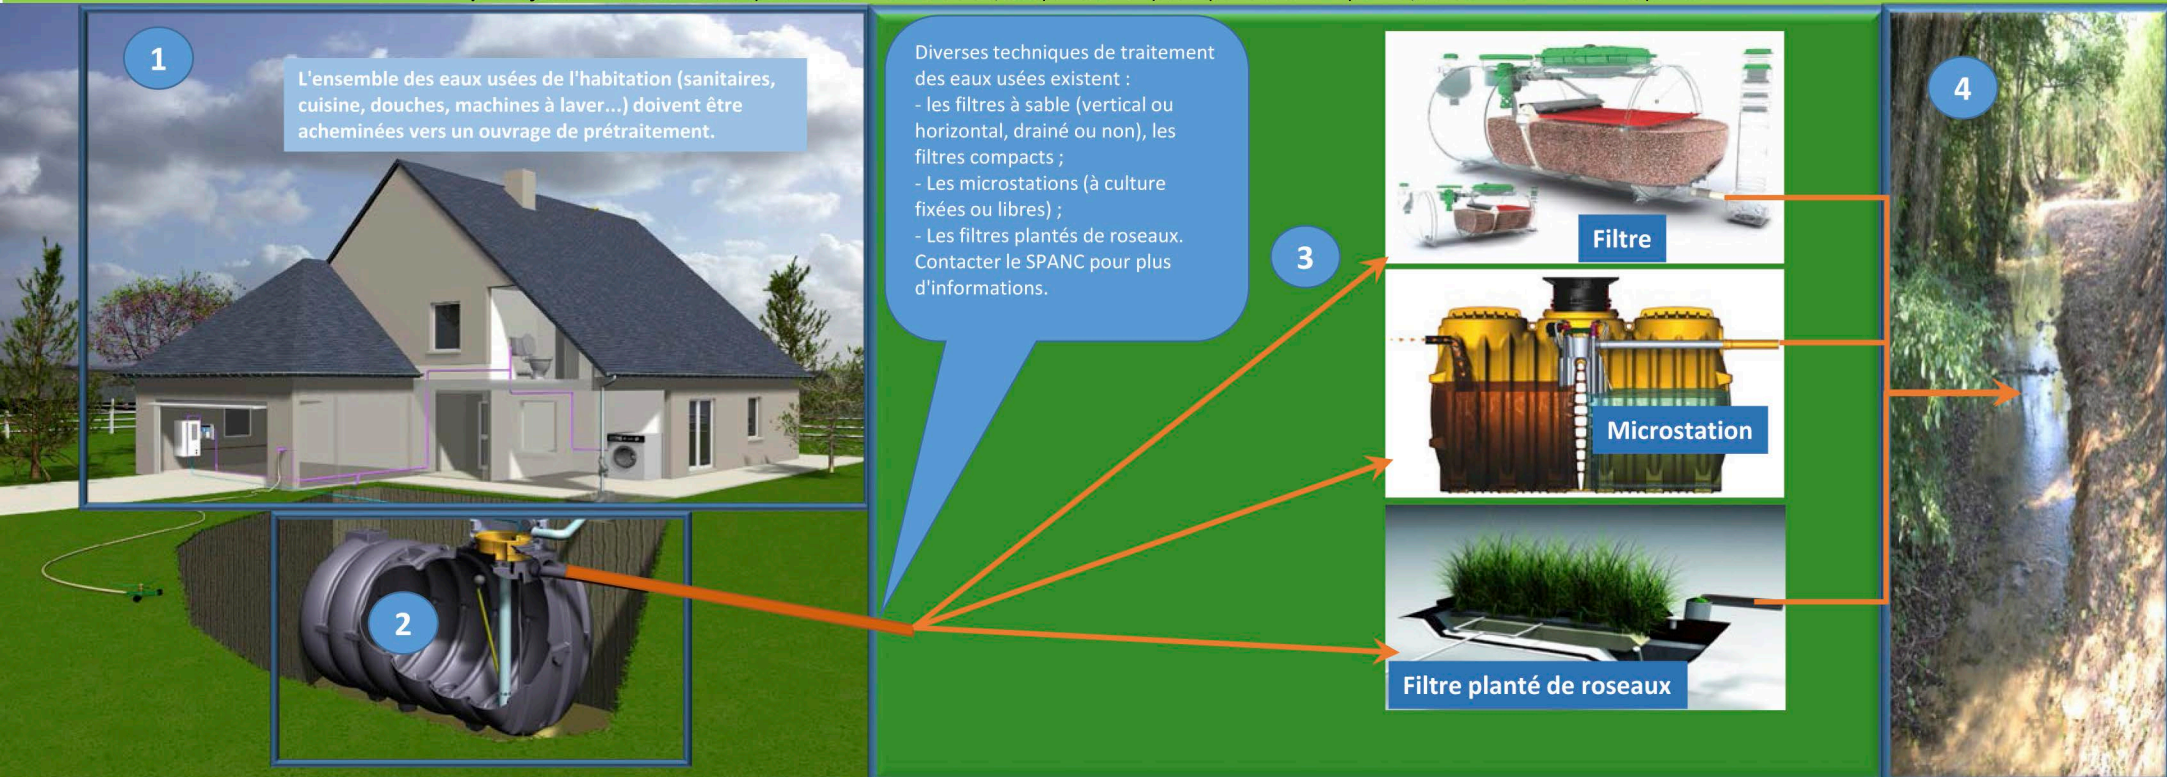 1
L'ensemble des eaux usées de l'habitation (sanitaires,
cuisine, douches, machines à laver...) doivent être
acheminées vers un ouvrage de prétraitement.
2
Diverses techniques de traitement
des eaux usées existent :
- les filtres à sable (vertical ou
horizontal, drainé ou non), les
filtres compacts ;
- Les microstations (à culture
fixées ou libres) ;
- Les filtres plantés de roseaux.
Contacter le SPANC pour plus
d'informations.
3
Filtre
Microstation
Filtre planté de roseaux
4